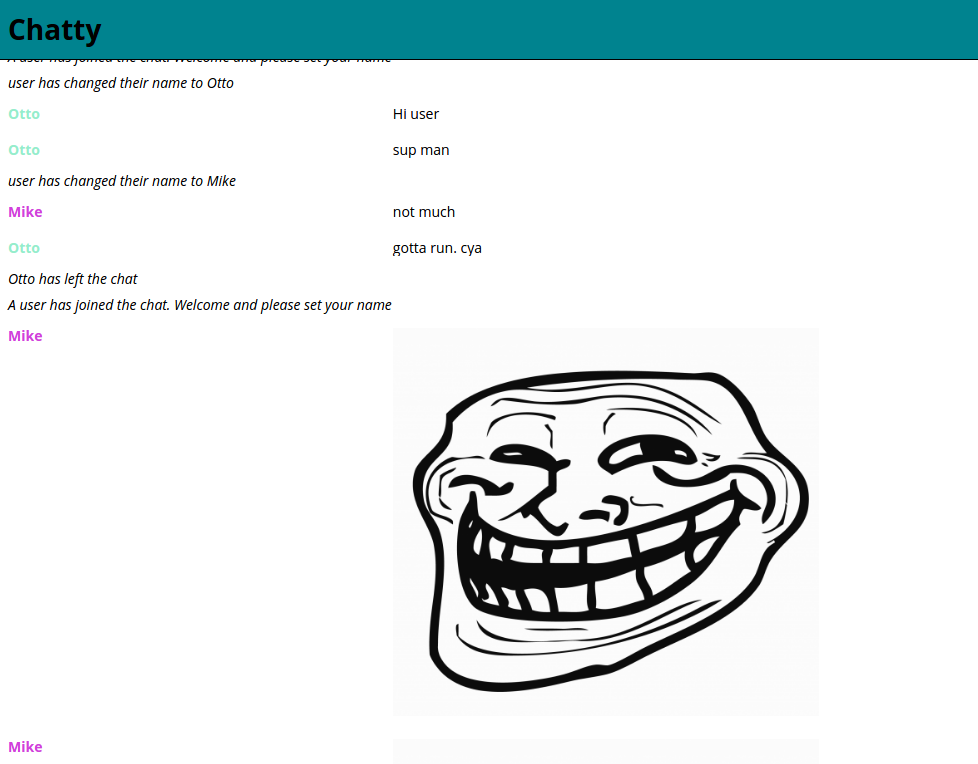 Chatty
A user has joined the chat. Welcome and please set your name
user has changed their name to Otto
Otto Hi user
Otto sup man
user has changed their name to Mike
Mike not much
Otto gotta run. cya
Otto has left the chat
A user has joined the chat. Welcome and please set your name
Mike
Mike